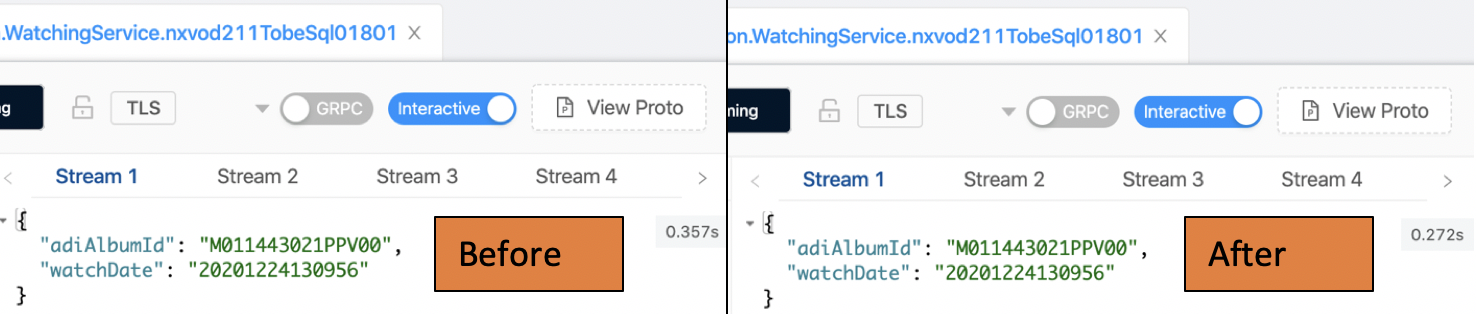 .WatchingService.nxvod211TobeSql01801 ×
ng TLS GRPC Interactive View Proto
< Stream 1 Stream 2 Stream 3 Stream 4 >
{
"adiAlbumId": "M011443021PPV00",
"watchDate": "20201224130956"
}
0.357s
Before
on.WatchingService.nxvod211TobeSql01801 ×
ming TLS GRPC Interactive View Proto
< Stream 1 Stream 2 Stream 3 Stream 4 >
{
"adiAlbumId": "M011443021PPV00",
"watchDate": "20201224130956"
}
0.272s
After